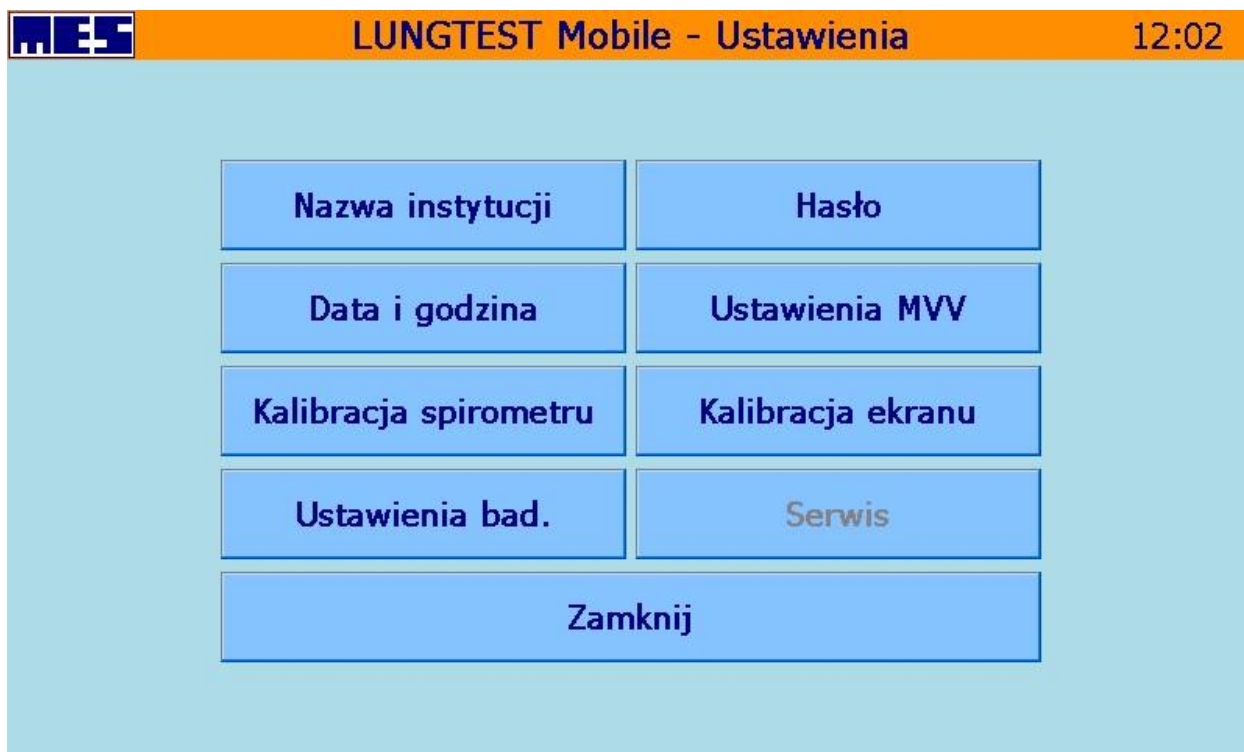 MES
LUNGTEST Mobile - Ustawienia
12:02
Nazwa instytucji
Hasło
Data i godzina
Ustawienia MVV
Kalibracja spirometru
Kalibracja ekranu
Ustawienia bad.
Serwis
Zamknij